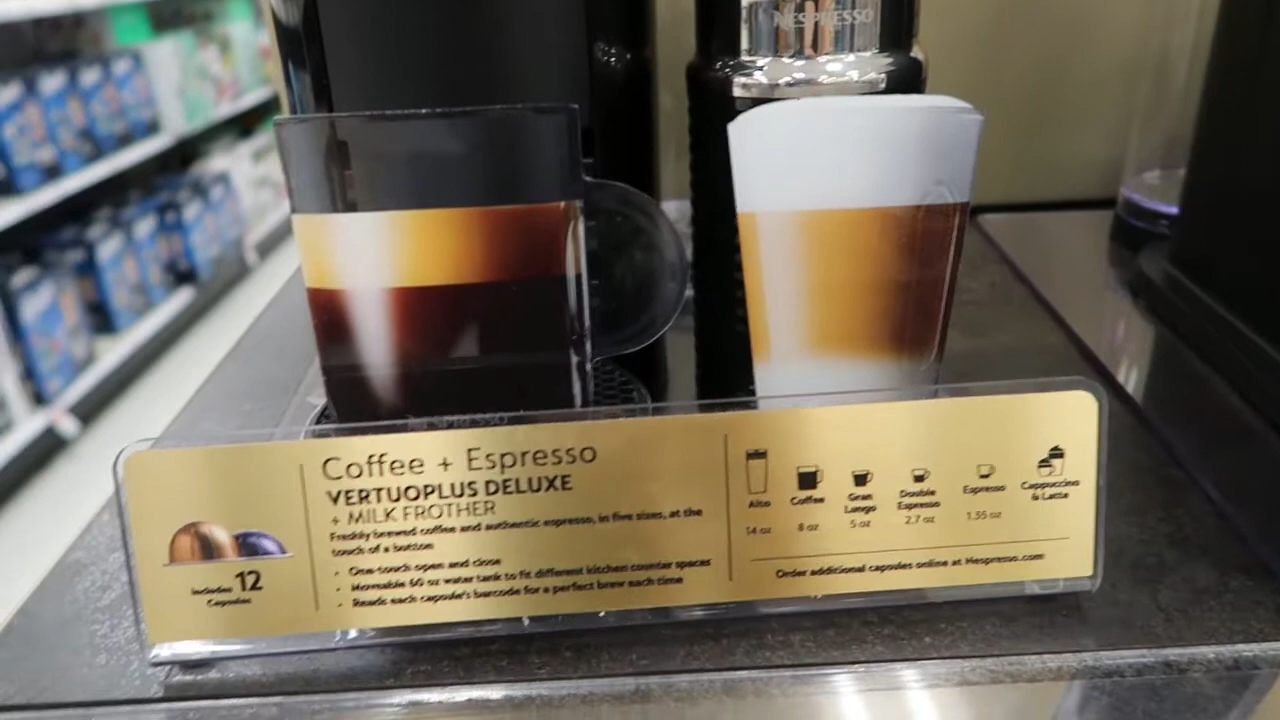 NESPRESSO
NESPRESSO
Coffee + Espresso
VERTUOPLUS DELUXE
+ MILK FROTHER
Freshly brewed coffee and authentic espresso, in five sizes, at the
touch of a button
• One-touch open and close
• Moveable 60 oz water tank to fit different kitchen counter spaces
• Reads each capsule's barcode for a perfect brew each time
Includes 12
Capsules
Alto
14 oz
Coffee
8 oz
Gran
Lungo
5 oz
Double
Espresso
2.7 oz
Espresso
1.35 oz
Cappuccino
& Latte
Order additional capsules online at Nespresso.com